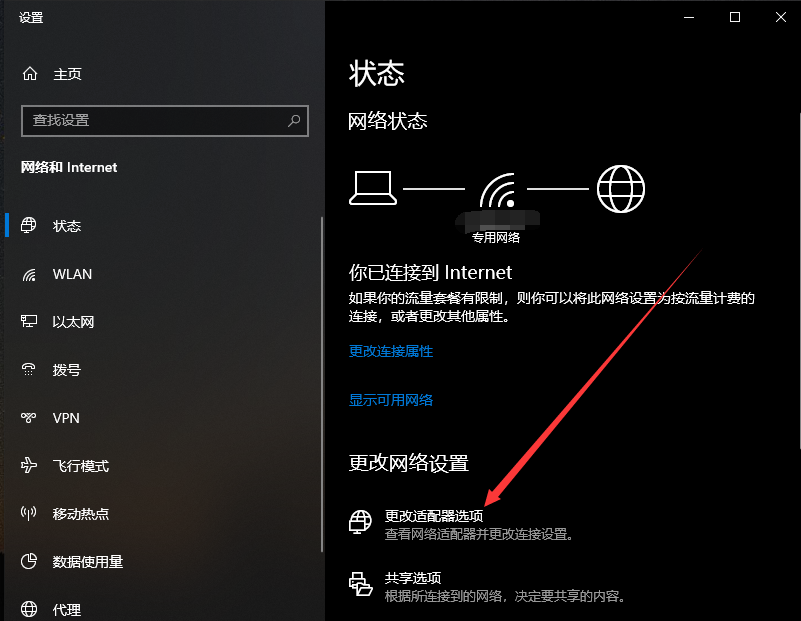 设置
主页
查找设置
网络和 Internet
状态
WLAN
以太网
拨号
VPN
飞行模式
移动热点
数据使用量
代理
状态
网络状态
专用网络
你已连接到 Internet
如果你的流量套餐有限制，则你可以将此网络设置为按流量计费的
连接，或者更改其他属性。
更改连接属性
显示可用网络
更改网络设置
更改适配器选项
查看网络适配器并更改连接设置。
共享选项
根据所连接到的网络，决定要共享的内容。